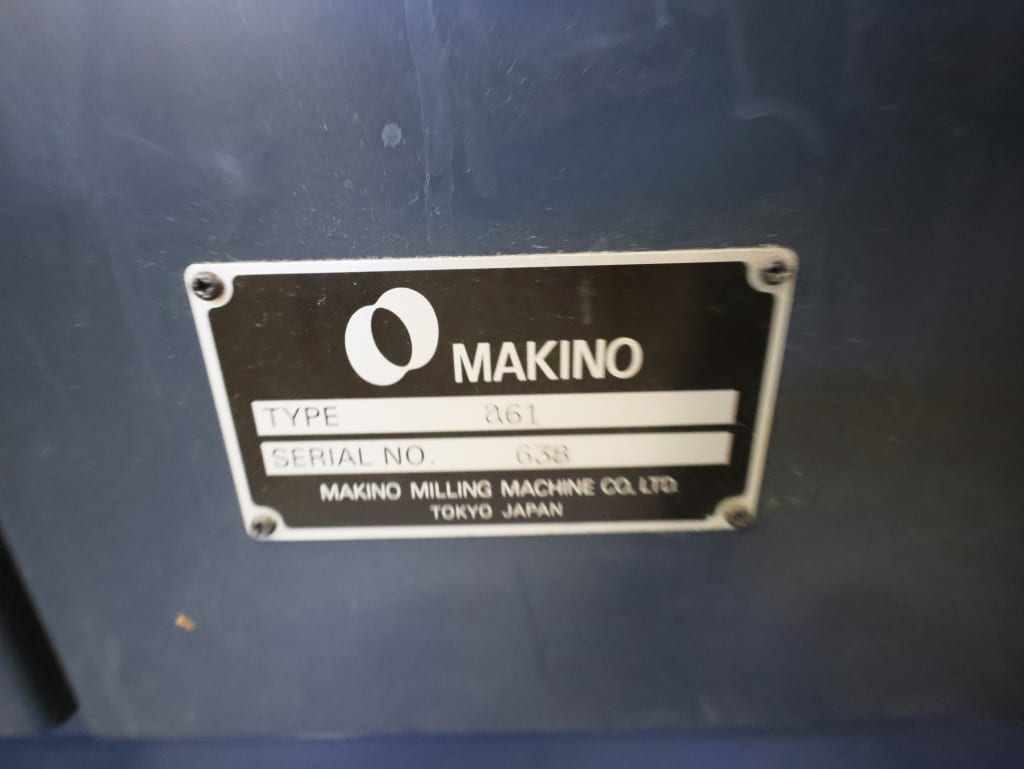 MAKINO
TYPE a61
SERIAL NO. 638
MAKINO MILLING MACHINE CO. LTD.
TOKYO JAPAN